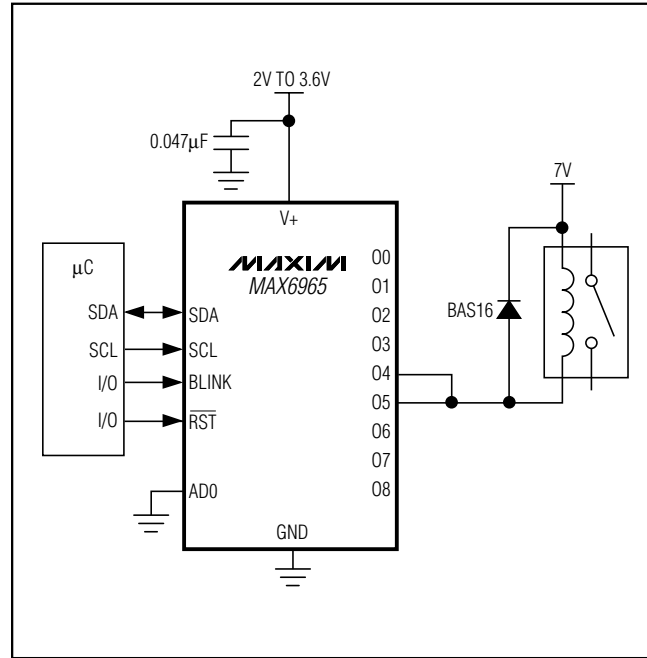 2V TO 3.6V
0.047µF
7V
V+
µC
MAXIM
MAX6965
O0
O1
O2
O3
O4
O5
O6
O7
O8
SDA
SCL
I/O
I/O
SDA
SCL
BLINK
RST
AD0
GND
BAS16